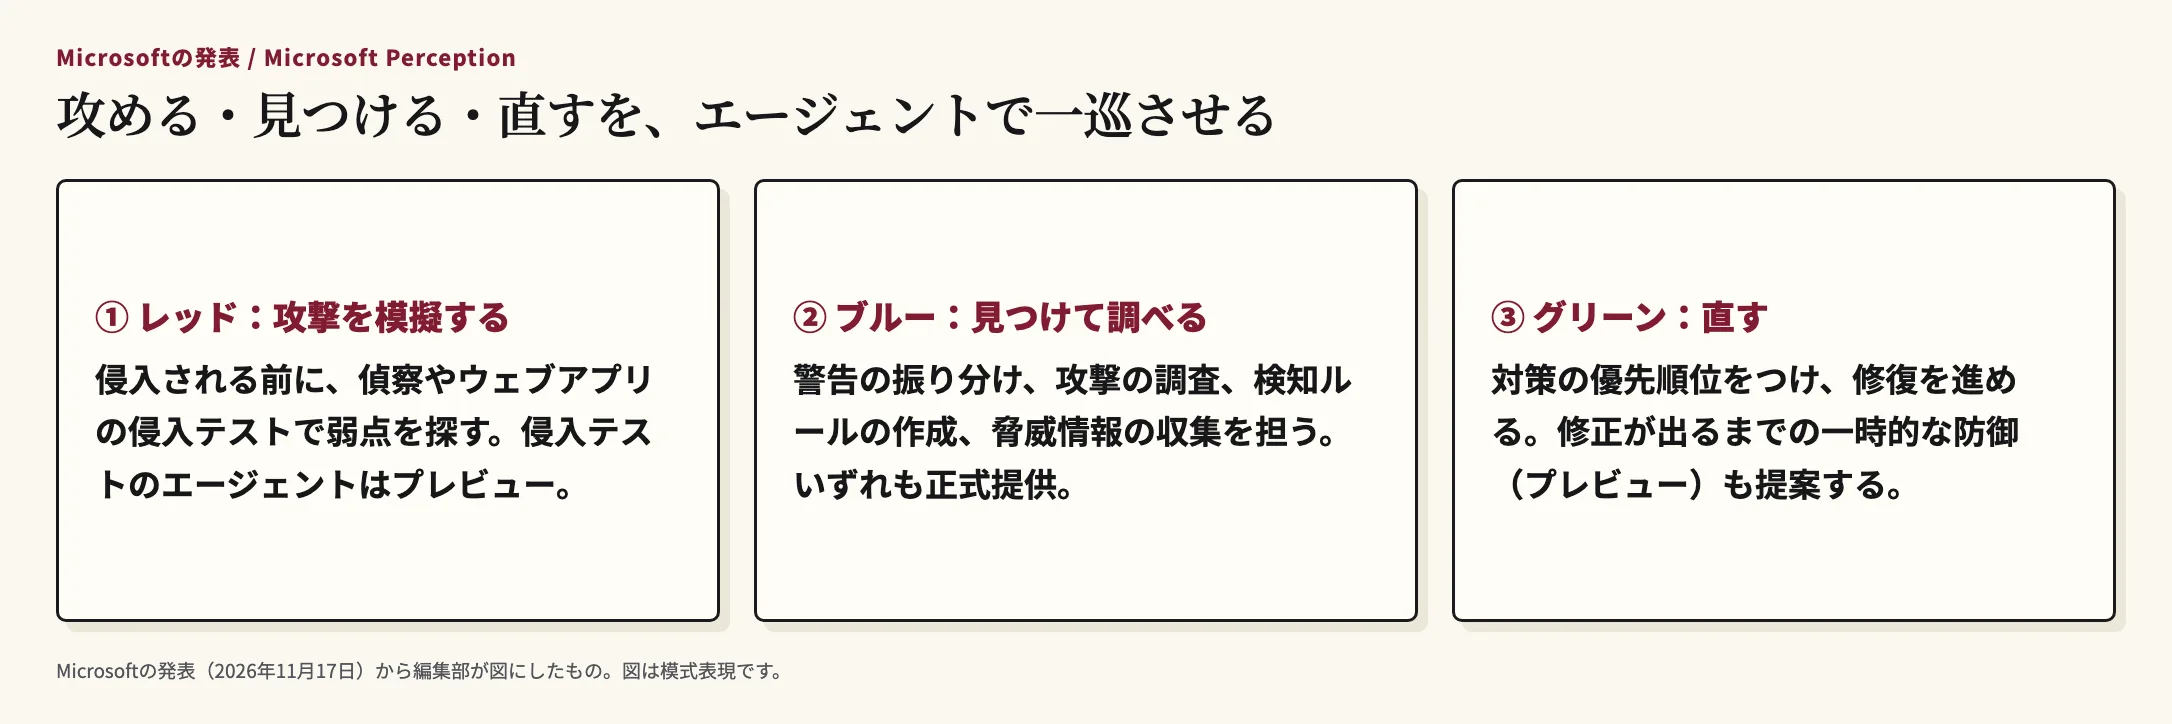 Microsoftの発表 / Microsoft Perception
攻める・見つける・直すを、エージェントで一巡させる
① レッド：攻撃を模擬する
侵入される前に、偵察やウェブアプリ
の侵入テストで弱点を探す。侵入テス
トのエージェントはプレビュー。
② ブルー：見つけて調べる
警告の振り分け、攻撃の調査、検知ル
ールの作成、脅威情報の収集を担う。
いずれも正式提供。
③ グリーン：直す
対策の優先順位をつけ、修復を進め
る。修正が出るまでの一時的な防御
（プレビュー）も提案する。
Microsoftの発表（2026年11月17日）から編集部が図にしたもの。図は模式表現です。